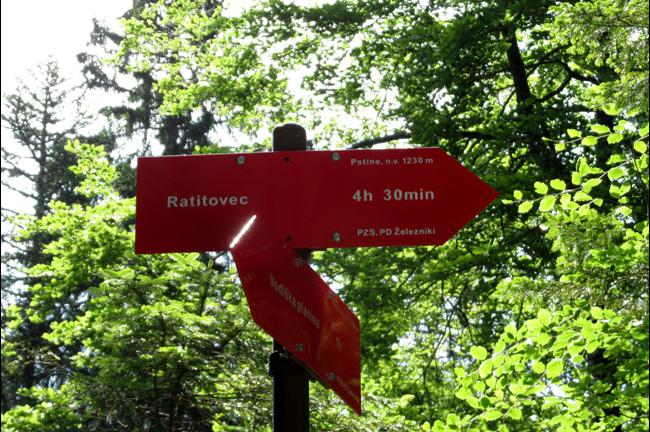 Pstine, n.v. 1230 m
Ratitovec
4h 30min
PZS, PD Železniki
Vodiška planina